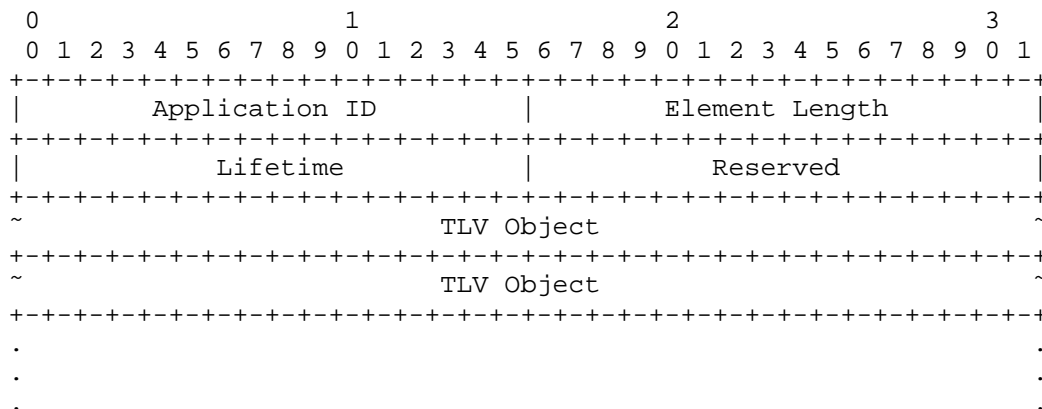 0                   1                   2                   3
 0 1 2 3 4 5 6 7 8 9 0 1 2 3 4 5 6 7 8 9 0 1 2 3 4 5 6 7 8 9 0 1
+-+-+-+-+-+-+-+-+-+-+-+-+-+-+-+-+-+-+-+-+-+-+-+-+-+-+-+-+-+-+-+-+
|        Application ID         |        Element Length         |
+-+-+-+-+-+-+-+-+-+-+-+-+-+-+-+-+-+-+-+-+-+-+-+-+-+-+-+-+-+-+-+-+
|            Lifetime           |           Reserved            |
+-+-+-+-+-+-+-+-+-+-+-+-+-+-+-+-+-+-+-+-+-+-+-+-+-+-+-+-+-+-+-+-+
~                          TLV Object                           ~
+-+-+-+-+-+-+-+-+-+-+-+-+-+-+-+-+-+-+-+-+-+-+-+-+-+-+-+-+-+-+-+-+
~                          TLV Object                           ~
+-+-+-+-+-+-+-+-+-+-+-+-+-+-+-+-+-+-+-+-+-+-+-+-+-+-+-+-+-+-+-+-+
.                                                               .
.                                                               .
.                                                               .